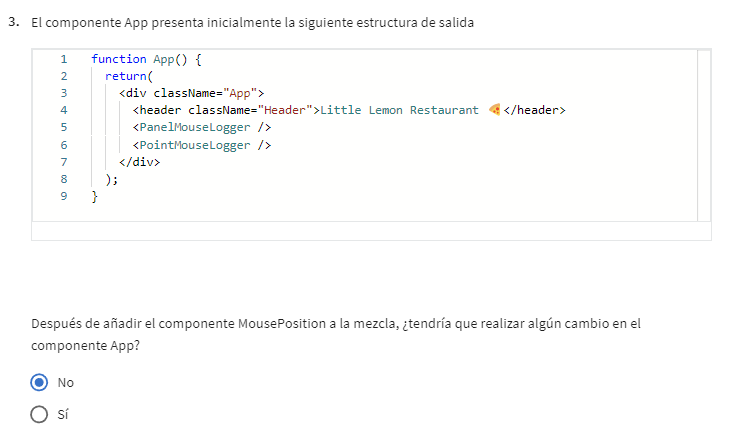 3. El componente App presenta inicialmente la siguiente estructura de salida
1 function App() {
2 return(
3 <div className="App">
4 <header className="Header">Little Lemon Restaurant 🍕</header>
5 <PanelMouseLogger />
6 <PointMouseLogger />
7 </div>
8 );
9 }
Después de añadir el componente MousePosition a la mezcla, ¿tendría que realizar algún cambio en el
componente App?
No
Sí